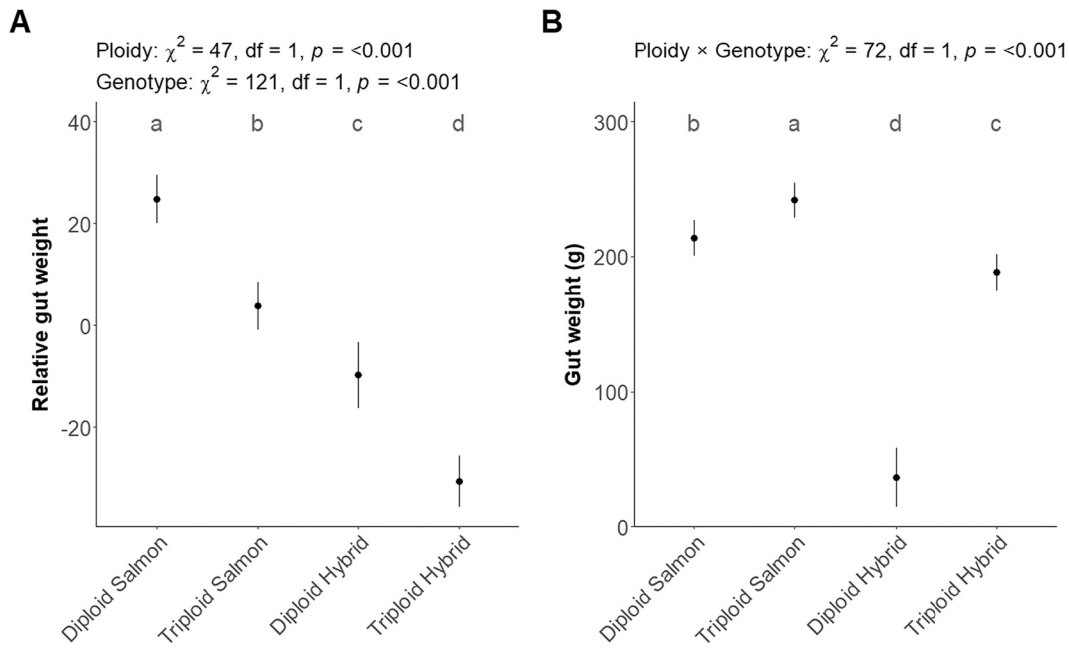 A
Ploidy: χ² = 47, df = 1, p = <0.001
Genotype: χ² = 121, df = 1, p = <0.001
40
20
0
-20
Relative gut weight
a b c d
Diploid Salmon
Triploid Salmon
Diploid Hybrid
Triploid Hybrid
B
Ploidy × Genotype: χ² = 72, df = 1, p = <0.001
300
200
100
0
Gut weight (g)
b a d c
Diploid Salmon
Triploid Salmon
Diploid Hybrid
Triploid Hybrid